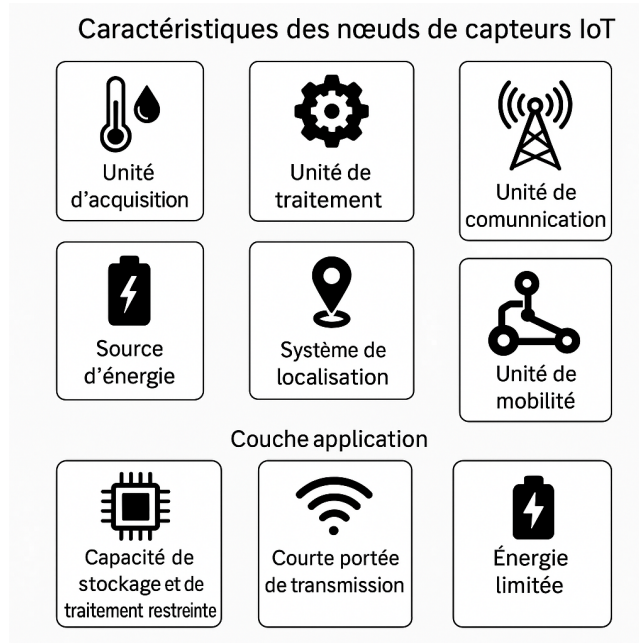 Caractéristiques des nœuds de capteurs IoT
Unité
d'acquisition
Unité de
traitement
Unité de
comunnication
Source
d'énergie
Système de
localisation
Unité de
mobilité
Couche application
Capacité de
stockage et de
traitement restreinte
Courte portée
de transmission
Énergie
limitée